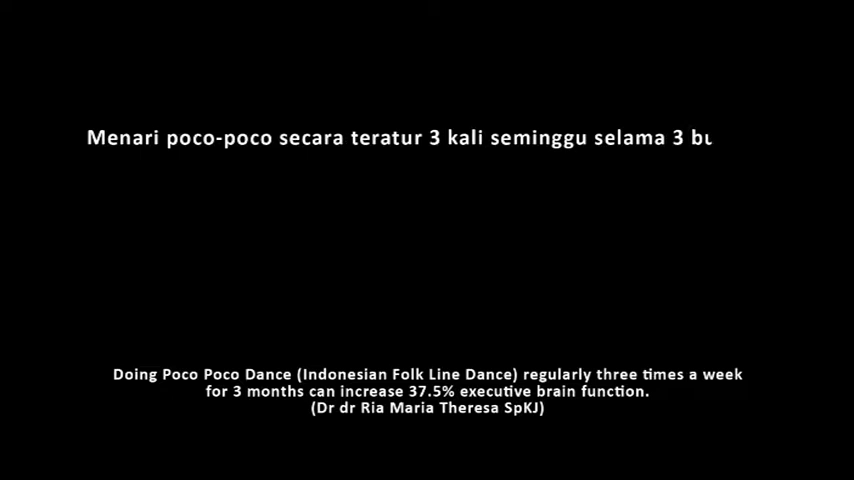 Menari poco-poco secara teratur 3 kali seminggu selama 3
Doing Poco Poco Dance (Indonesian Folk Line Dance) regularly three times a week
for 3 months can increase 37.5% executive brain function.
(Dr dr Ria Maria Theresa SpKJ)